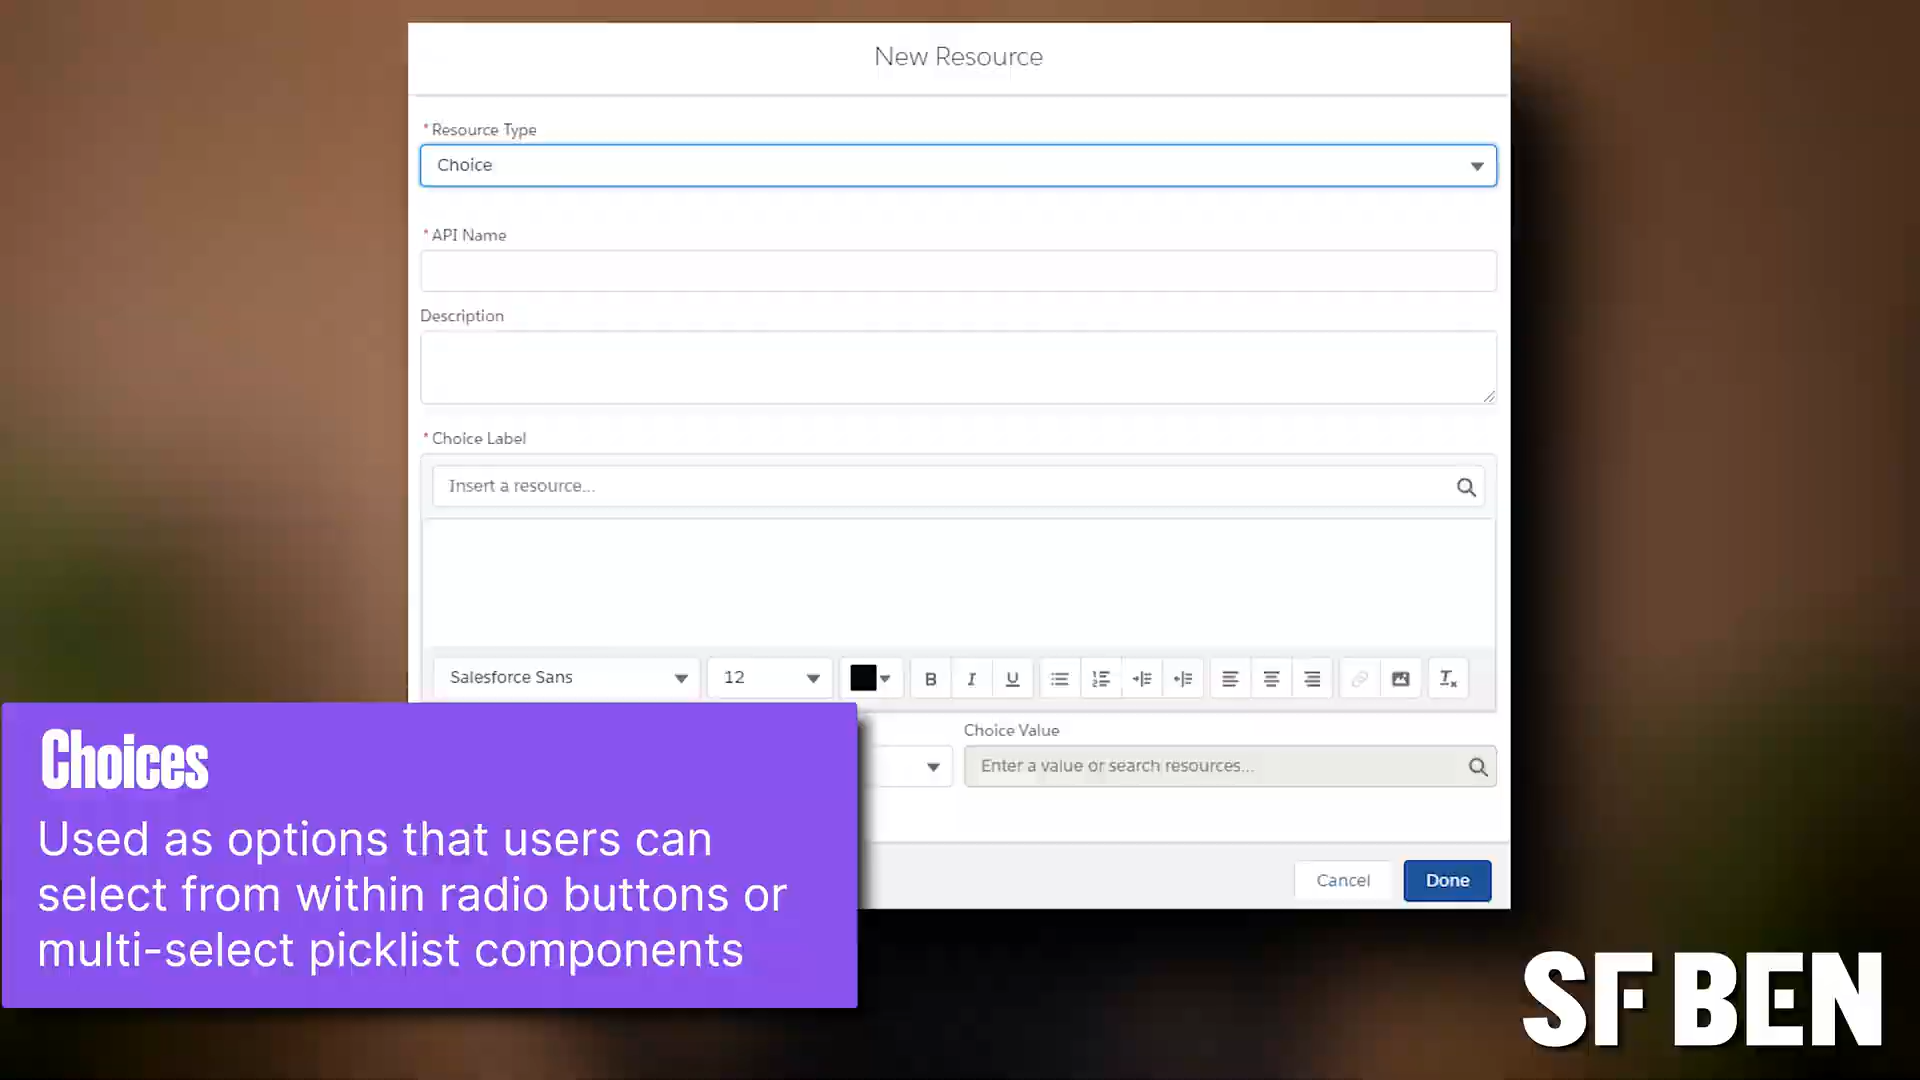 New Resource
* Resource Type
Choice
* API Name
Description
* Choice Label
Insert a resource...
Salesforce Sans
12
B I U
Choice Value
Enter a value or search resources...
Cancel
Done
Choices
Used as options that users can
select from within radio buttons or
multi-select picklist components
SF BEN